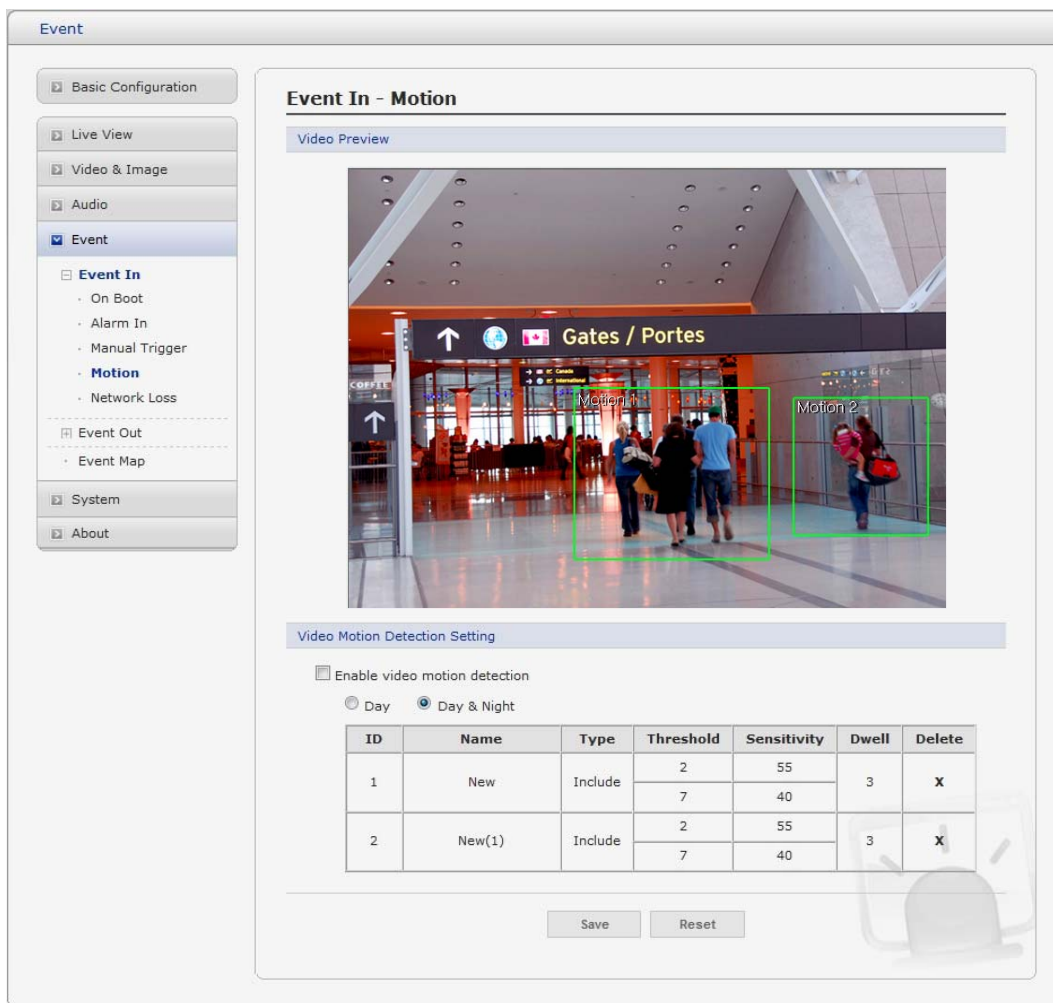 Event
Basic Configuration
Live View
Video & Image
Audio
Event
Event In
On Boot
Alarm In
Manual Trigger
Motion
Network Loss
Event Out
Event Map
System
About
Event In - Motion
Video Preview
Gates / Portes
Canada
International
COFFEE
Motion 1
Motion 2
Video Motion Detection Setting
Enable video motion detection
Day Day & Night
ID Name Type Threshold Sensitivity Dwell Delete
1 New Include 2 55 3 X
7 40
2 New(1) Include 2 55 3 X
7 40
Save Reset